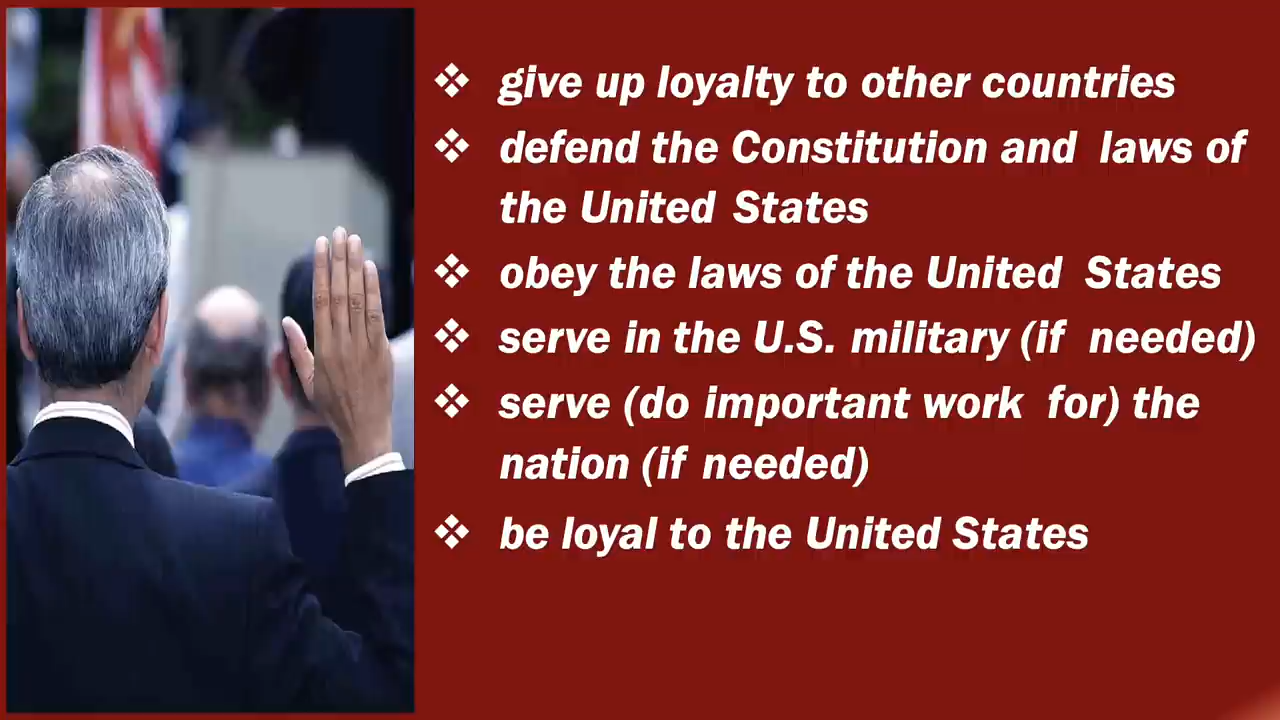 ❖ give up loyalty to other countries
❖ defend the Constitution and laws of
the United States
❖ obey the laws of the United States
❖ serve in the U.S. military (if needed)
❖ serve (do important work for) the
nation (if needed)
❖ be loyal to the United States